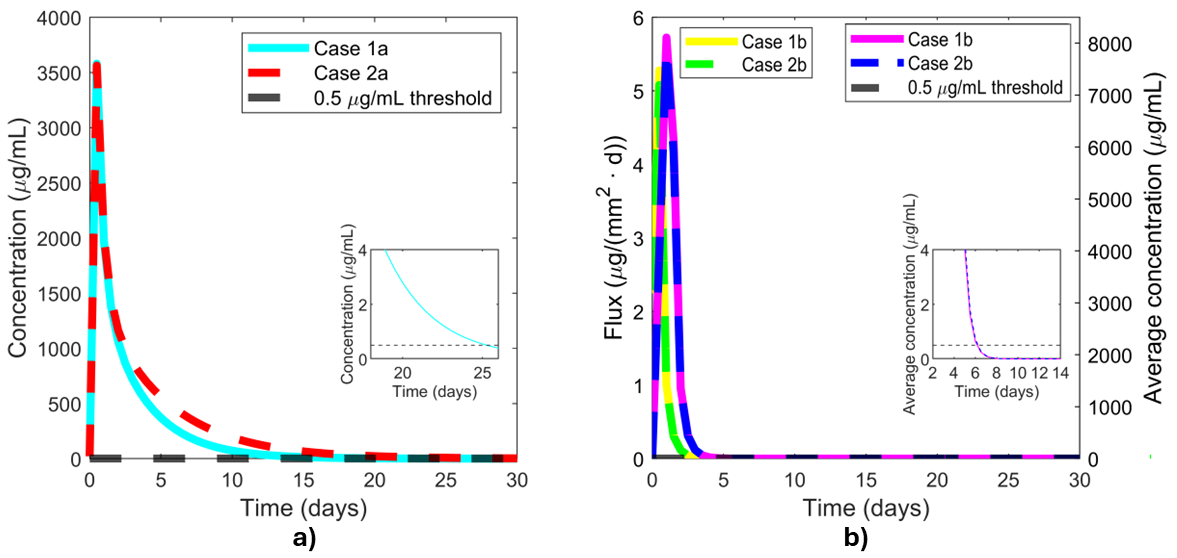 4000
3500
3000
2500
2000
1500
1000
500
0
Concentration (μg/mL)
Case 1a
Case 2a
0.5 μg/mL threshold
Concentration (μg/mL)
4
2
0
20
25
Time (days)
0
5
10
15
20
25
30
Time (days)
a)
6
5
4
3
2
1
0
Flux (μg/(mm² · d))
Case 1b
Case 2b
Case 1b
Case 2b
0.5 μg/mL threshold
Average concentration (μg/mL)
4
2
0
2
4
6
8
10
12
14
Time (days)
8000
7000
6000
5000
4000
3000
2000
1000
0
Average concentration (μg/mL)
0
5
10
15
20
25
30
Time (days)
b)